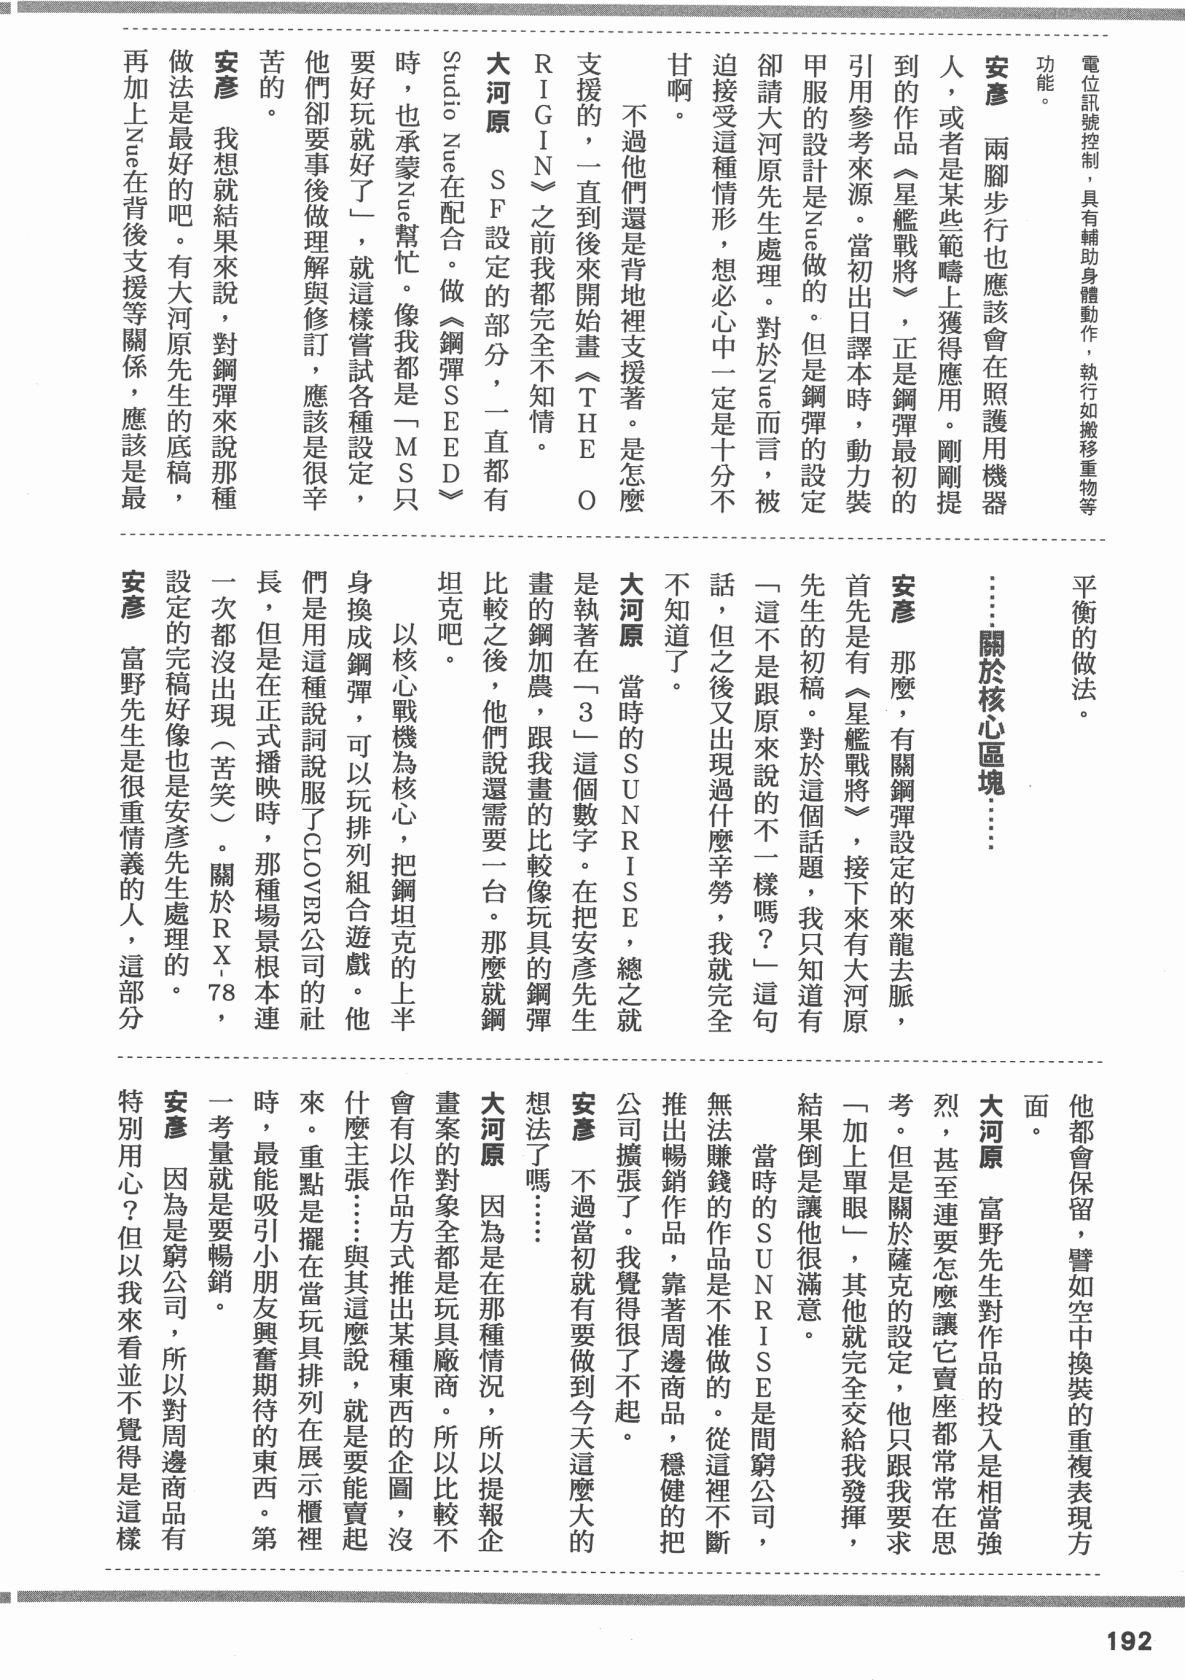 電位訊號控制，具有輔助身體動作，執行如搬移重物等
功能。
安彥　兩腳步行也應該會在照護用機器
人，或者是某些範疇上獲得應用。剛剛提
到的作品《星艦戰將》，正是鋼彈最初的
引用參考來源。當初出日譯本時，動力裝
甲服的設計是Nue做的。但是鋼彈的設定
卻請大河原先生處理。對於Nue而言，被
迫接受這種情形，想必心中一定是十分不
甘啊。
　不過他們還是背地裡支援著。是怎麼
支援的，一直到後來開始畫《ＴＨＥ　Ｏ
ＲＩＧＩＮ》之前我都完全不知情。
大河原　ＳＦ設定的部分，一直都有
Studio Nue在配合。做《鋼彈ＳＥＥＤ》
時，也承蒙Nue幫忙。像我都是「ＭＳ只
要好玩就好了」，就這樣嘗試各種設定，
他們卻要事後做理解與修訂，應該是很辛
苦的。
安彥　我想就結果來說，對鋼彈來說那種
做法是最好的吧。有大河原先生的底稿，
再加上Nue在背後支援等關係，應該是最
平衡的做法。
……關於核心區塊……
安彥　那麼，有關鋼彈設定的來龍去脈，
首先是有《星艦戰將》，接下來有大河原
先生的初稿。對於這個話題，我只知道有
「這不是跟原來說的不一樣嗎？」這句
話，但之後又出現過什麼辛勞，我就完全
不知道了。
大河原　當時的ＳＵＮＲＩＳＥ，總之就
是執著在「３」這個數字。在把安彥先生
畫的鋼加農，跟我畫的比較像玩具的鋼彈
比較之後，他們說還需要一台。那麼就鋼
坦克吧。
　以核心戰機為核心，把鋼坦克的上半
身換成鋼彈，可以玩排列組合遊戲。他
們是用這種說詞說服了CLOVER公司的社
長，但是在正式播映時，那種場景根本連
一次都沒出現（苦笑）。關於ＲＸ-78，
設定的完稿好像也是安彥先生處理的。
安彥　富野先生是很重情義的人，這部分
他都會保留，譬如空中換裝的重複表現方
面。
大河原　富野先生對作品的投入是相當強
烈，甚至連要怎麼讓它賣座都常常在思
考。但是關於薩克的設定，他只跟我要求
「加上單眼」，其他就完全交給我發揮，
結果倒是讓他很滿意。
　當時的ＳＵＮＲＩＳＥ是間窮公司，
無法賺錢的作品是不准做的。從這裡不斷
推出暢銷作品，靠著周邊商品，穩健的把
公司擴張了。我覺得很了不起。
安彥　不過當初就有要做到今天這麼大的
想法了嗎……
大河原　因為是在那種情況，所以提報企
畫案的對象全都是玩具廠商。所以比較不
會有以作品方式推出某種東西的企圖，沒
什麼主張……與其這麼說，就是要能賣起
來。重點是擺在當玩具排列在展示櫃裡
時，最能吸引小朋友興奮期待的東西。第
一考量就是要暢銷。
安彥　因為是窮公司，所以對周邊商品有
特別用心？但以我來看並不覺得是這樣
192